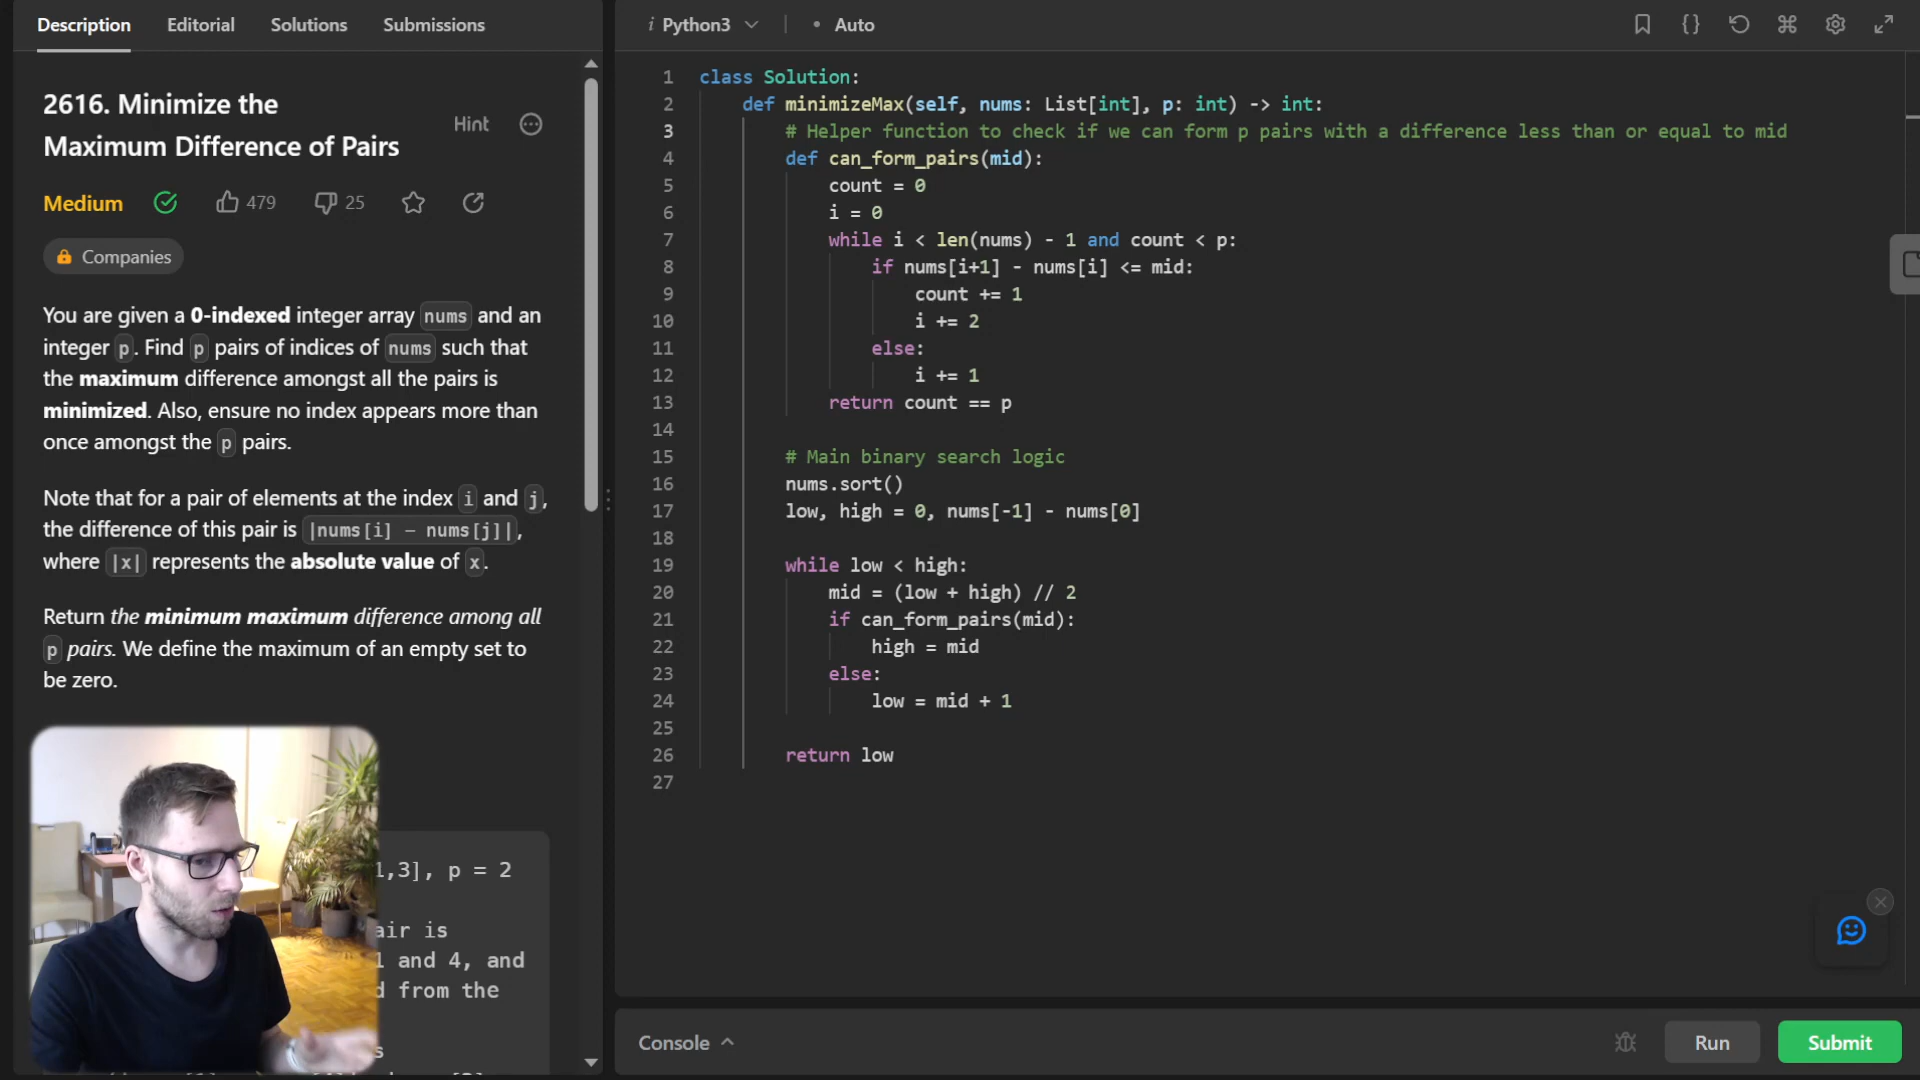 Description Editorial Solutions Submissions
2616. Minimize the
Maximum Difference of Pairs
Hint
Medium 479 25
Companies
You are given a 0-indexed integer array nums and an
integer p. Find p pairs of indices of nums such that
the maximum difference amongst all the pairs is
minimized. Also, ensure no index appears more than
once amongst the p pairs.
Note that for a pair of elements at the index i and j,
the difference of this pair is |nums[i] - nums[j]|,
where |x| represents the absolute value of x.
Return the minimum maximum difference among all
p pairs. We define the maximum of an empty set to
be zero.
1,3], p = 2
air is
1 and 4, and
d from the
s
i Python3 • Auto
1 class Solution:
2 def minimizeMax(self, nums: List[int], p: int) -> int:
3 # Helper function to check if we can form p pairs with a difference less than or equal to mid
4 def can_form_pairs(mid):
5 count = 0
6 i = 0
7 while i < len(nums) - 1 and count < p:
8 if nums[i+1] - nums[i] <= mid:
9 count += 1
10 i += 2
11 else:
12 i += 1
13 return count == p
14
15 # Main binary search logic
16 nums.sort()
17 low, high = 0, nums[-1] - nums[0]
18
19 while low < high:
20 mid = (low + high) // 2
21 if can_form_pairs(mid):
22 high = mid
23 else:
24 low = mid + 1
25
26 return low
27
Console Run Submit